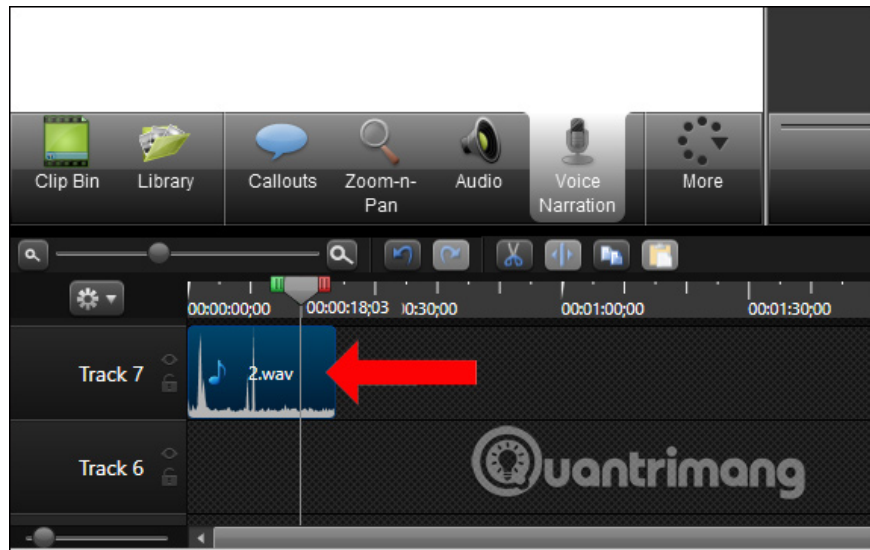 Clip Bin
Library
Callouts
Zoom-n-
Pan
Audio
Voice
Narration
More
00:00:00;00
00:00:18;03
0:30;00
00:01:00;00
00:01:30;00
Track 7
2.wav
Track 6
Quantrimang